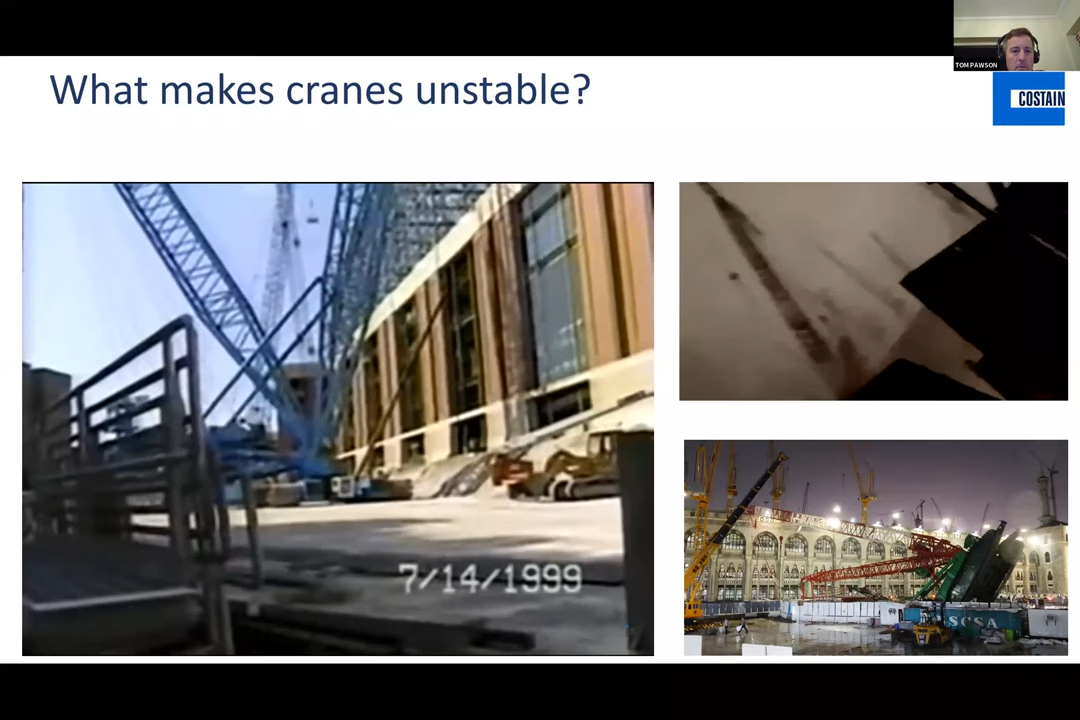 TOM PAWSON
What makes cranes unstable?
COSTAIN
7/14/1999
SCSA